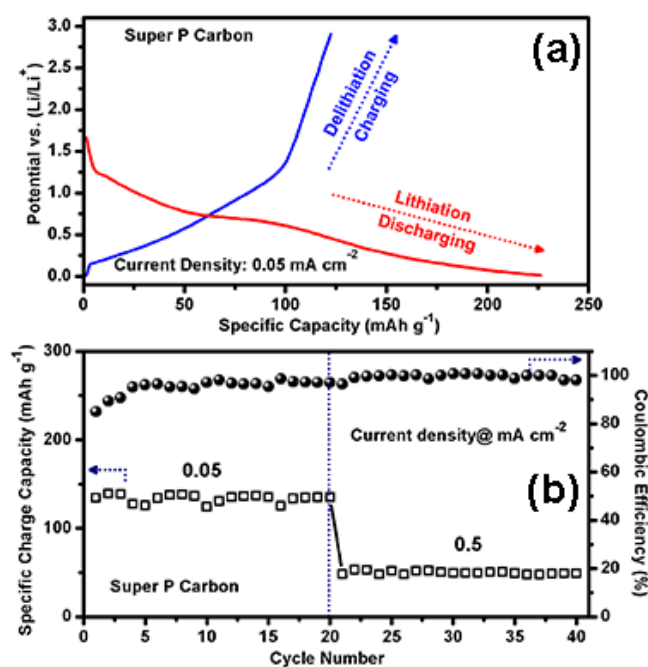 3.0
2.5
2.0
1.5
1.0
0.5
0.0
Potential vs. (Li/Li⁺)
Super P Carbon
(a)
Delithiation
Charging
Lithiation
Discharging
Current Density: 0.05 mA cm⁻²
0 50 100 150 200 250
Specific Capacity (mAh g⁻¹)
300
250
200
150
100
50
0
Specific Charge Capacity (mAh g⁻¹)
Current density@ mA cm⁻²
0.05
(b)
0.5
Super P Carbon
100
80
60
40
20
0
Coulombic Efficiency (%)
0 5 10 15 20 25 30 35 40
Cycle Number